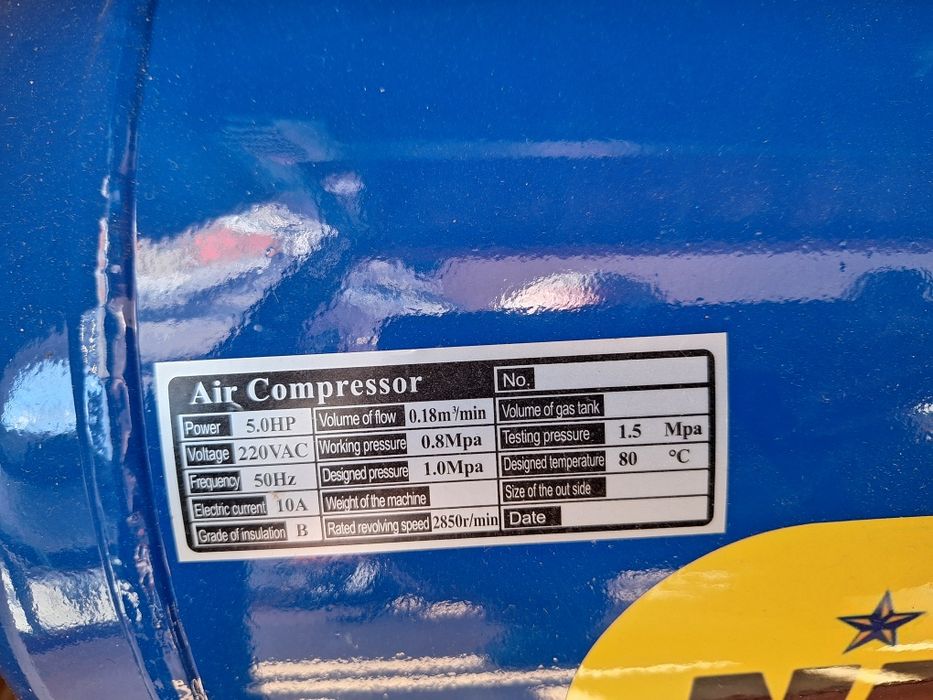 Air Compressor No.
Power 5.0HP Volume of flow 0.18m³/min Volume of gas tank
Voltage 220VAC Working pressure 0.8Mpa Testing pressure 1.5 Mpa
Frequency 50Hz Designed pressure 1.0Mpa Designed temperature 80 °C
Electric current 10A Weight of the machine Size of the out side
Grade of insulation B Rated revolving speed 2850r/min Date